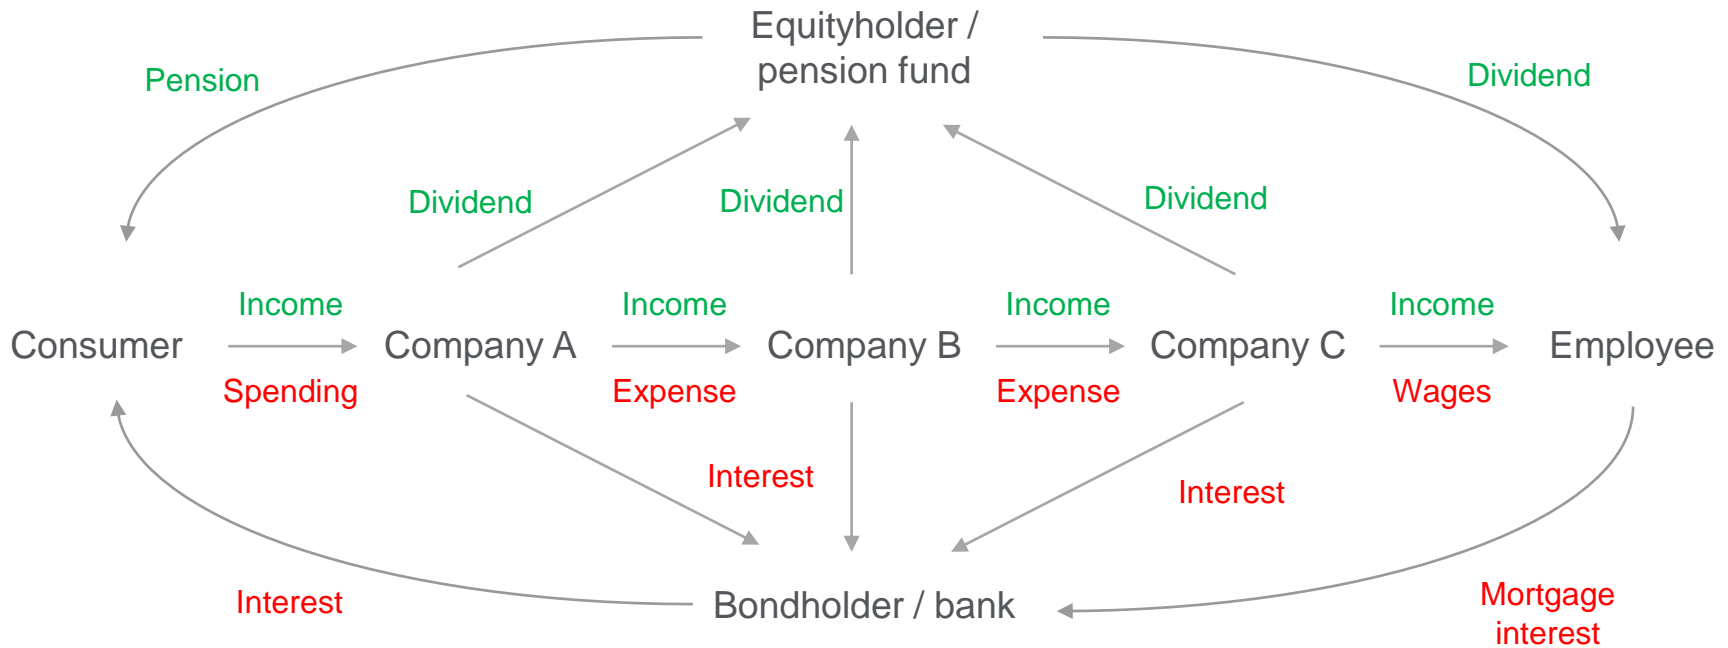 Equityholder /
pension fund
Pension
Dividend
Dividend
Dividend
Dividend
Income
Income
Income
Income
Consumer
Company A
Company B
Company C
Employee
Spending
Expense
Expense
Wages
Interest
Interest
Interest
Bondholder / bank
Mortgage
interest